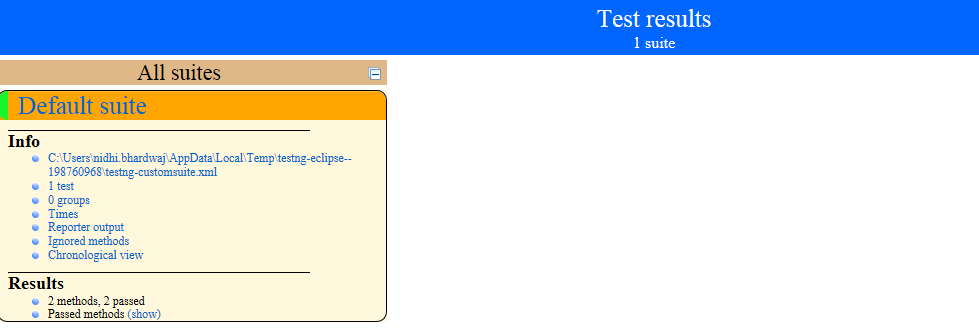 Test results
1 suite
All suites
Default suite
Info
C:\Users\nidhi.bhardwaj\AppData\Local\Temp\testng-eclipse--
198760968\testng-customsuite.xml
1 test
0 groups
Times
Reporter output
Ignored methods
Chronological view
Results
2 methods, 2 passed
Passed methods (show)